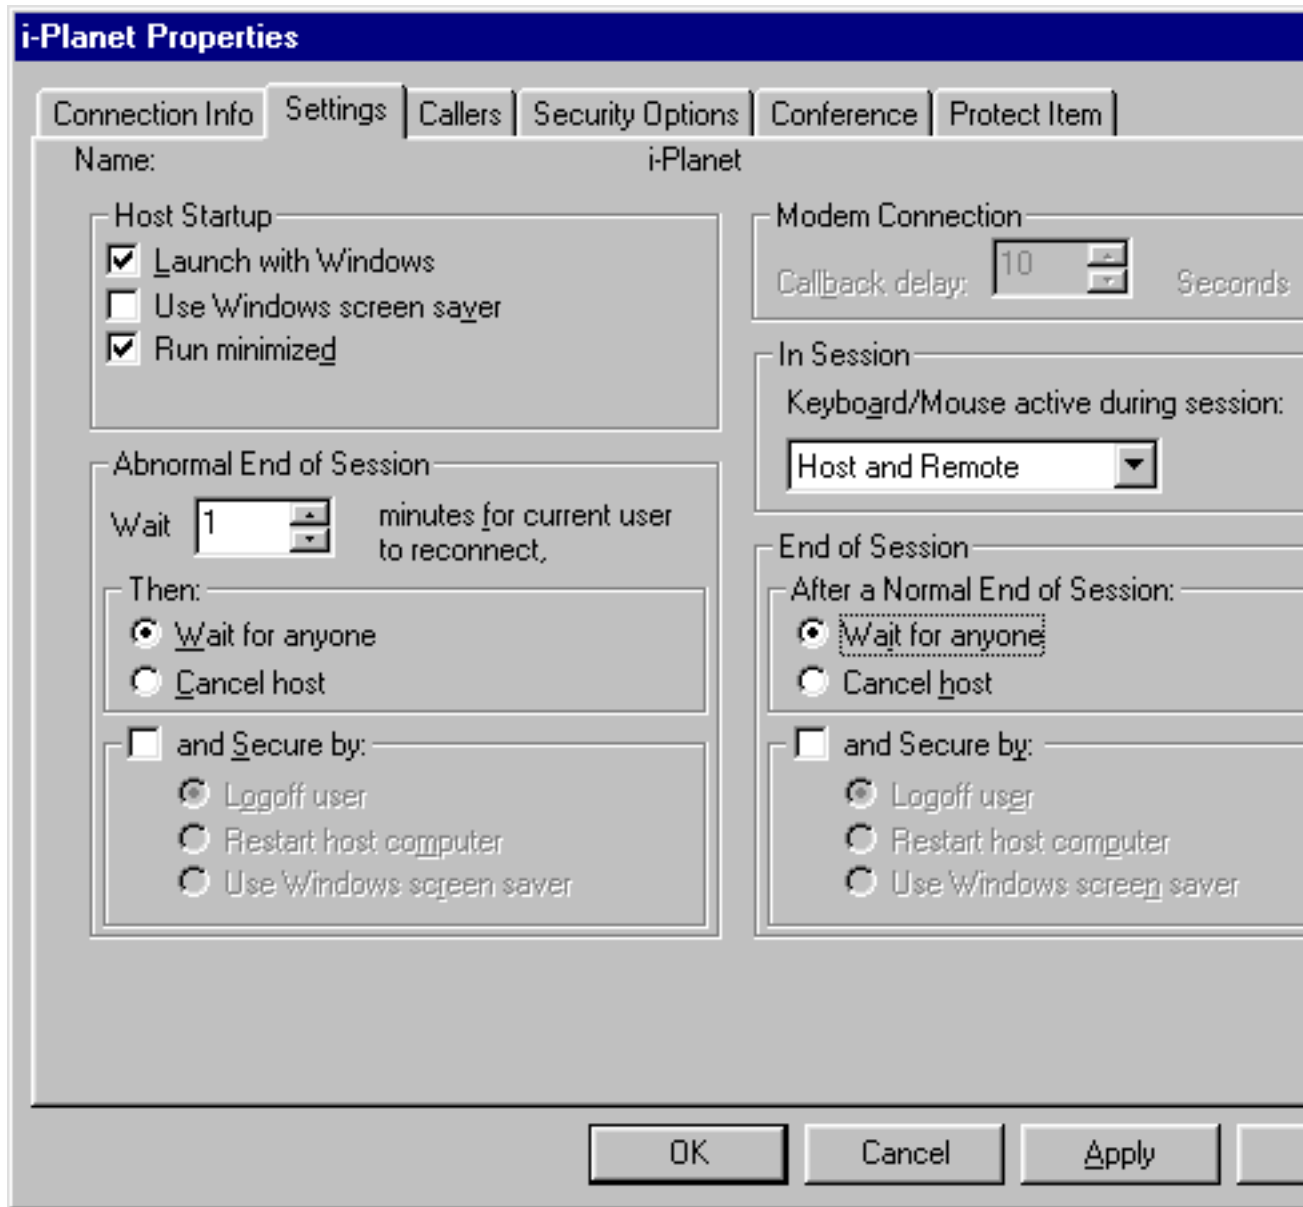 i-Planet Properties
Connection Info Settings Callers Security Options Conference Protect Item
Name: i-Planet
Host Startup
Launch with Windows
Use Windows screen saver
Run minimized
Modem Connection
Callback delay: 10 Seconds
In Session
Keyboard/Mouse active during session:
Host and Remote
Abnormal End of Session
Wait 1 minutes for current user
to reconnect,
Then:
Wait for anyone
Cancel host
and Secure by:
Logoff user
Restart host computer
Use Windows screen saver
End of Session
After a Normal End of Session:
Wait for anyone
Cancel host
and Secure by:
Logoff user
Restart host computer
Use Windows screen saver
OK Cancel Apply